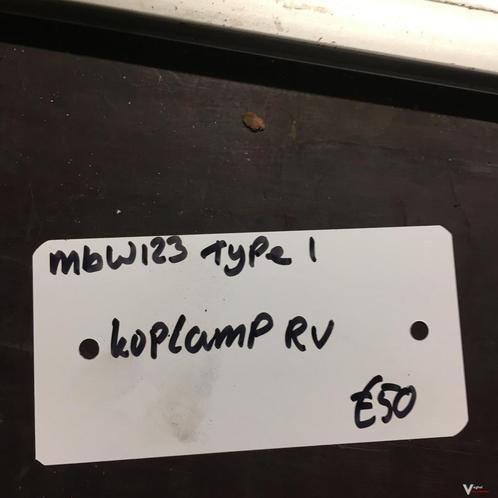 mbW123 Type 1
koplamp RV
€50